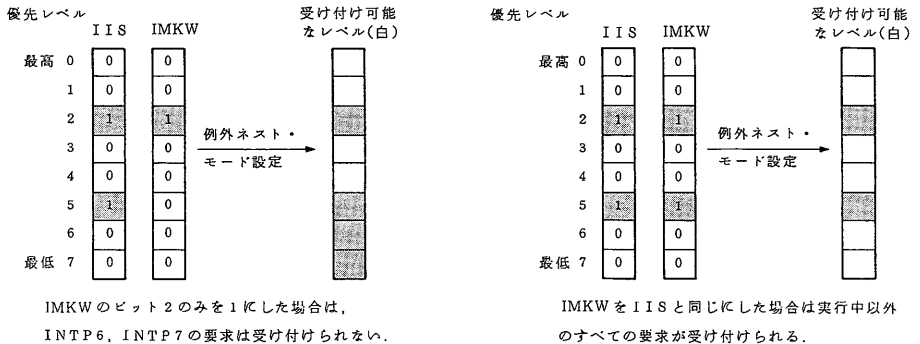 優先レベル
IIS IMKW
受け付け可能
なレベル(白)
最高 0 0 0
1 0 0
2 1 1
3 0 0
4 0 0
5 1 0
6 0 0
最低 7 0 0
例外ネスト・
モード設定
IMKWのビット2のみを1にした場合は,
INTP6, INTP7の要求は受け付けられない.
優先レベル
IIS IMKW
受け付け可能
なレベル(白)
最高 0 0 0
1 0 0
2 1 1
3 0 0
4 0 0
5 1 1
6 0 0
最低 7 0 0
例外ネスト・
モード設定
IMKWをIISと同じにした場合は実行中以外
のすべての要求が受け付けられる.